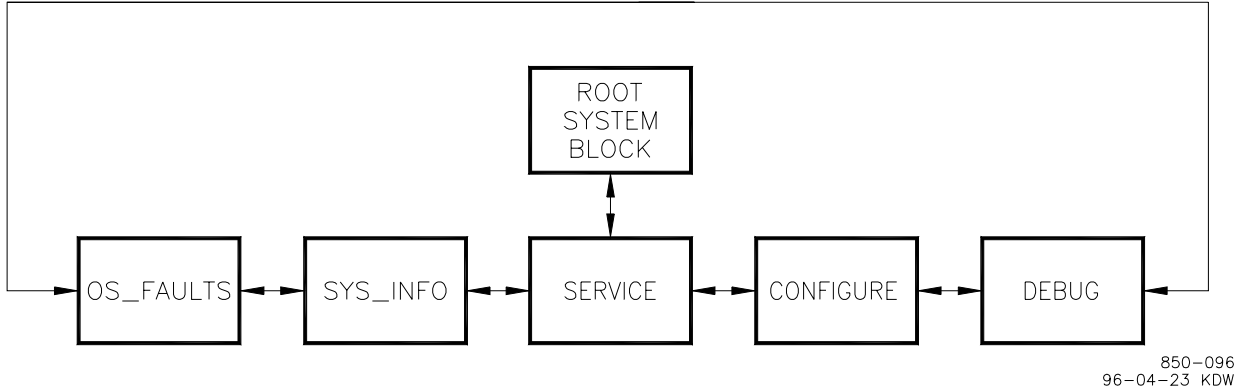 ROOT
SYSTEM
BLOCK
OS_FAULTS
SYS_INFO
SERVICE
CONFIGURE
DEBUG
850-096
96-04-23 KDW